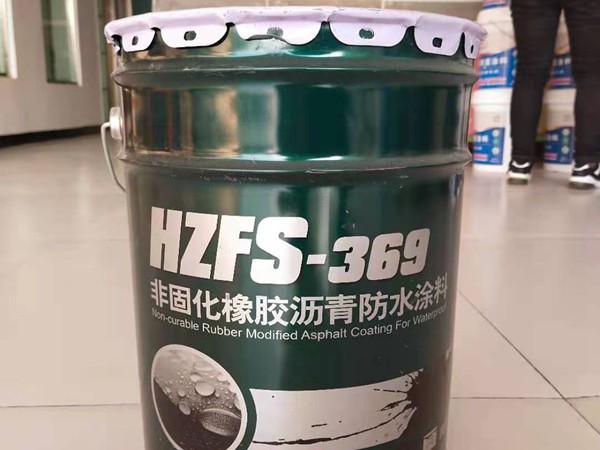 HZFS-369
非固化橡胶沥青防水涂料
Non-curable Rubber Modified Asphalt Coating For Waterproof